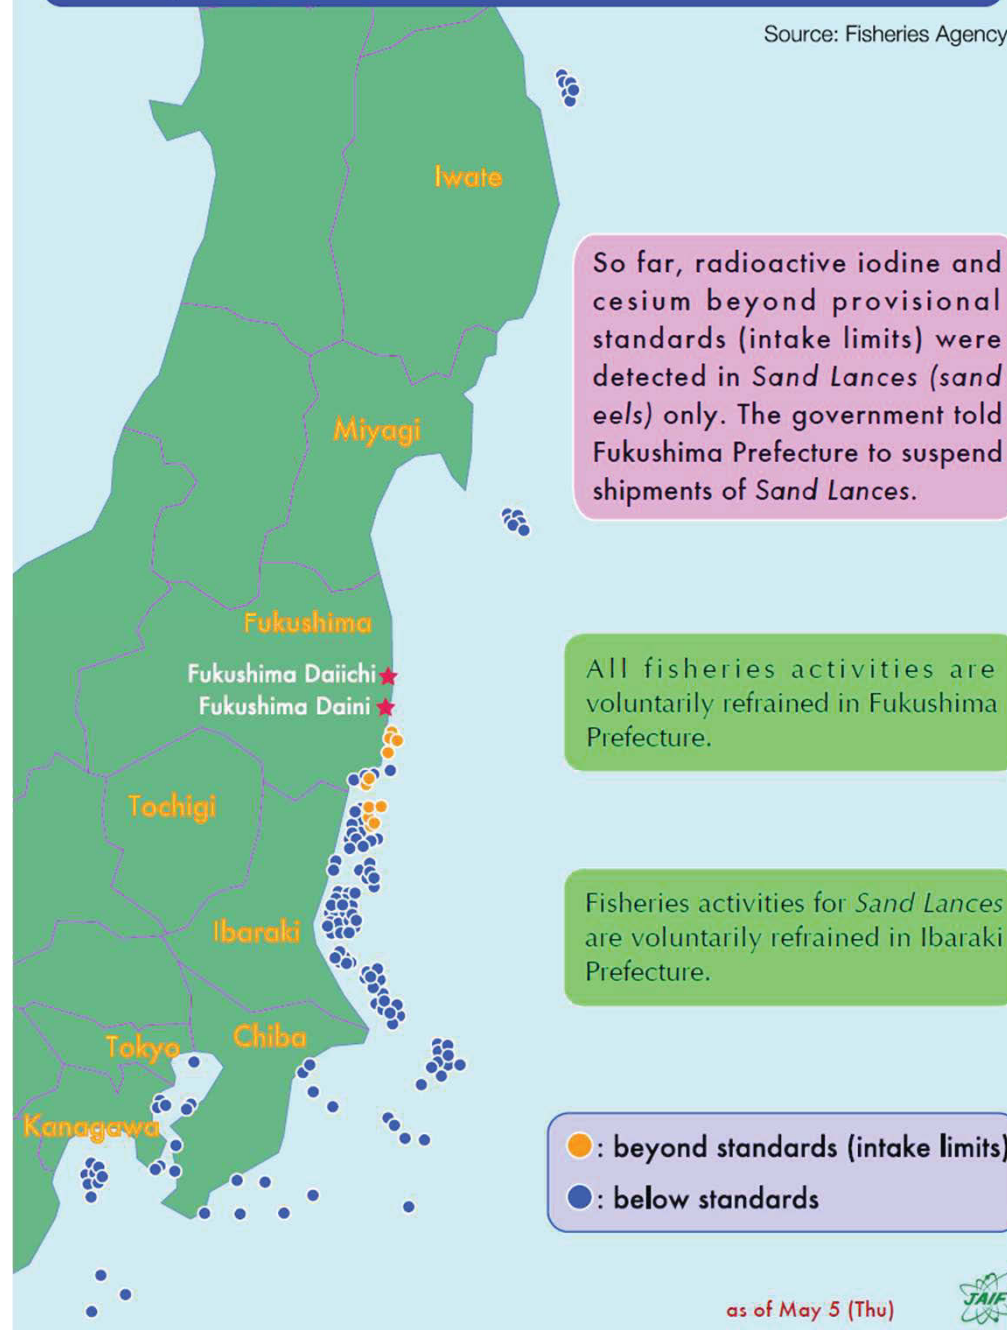 Source: Fisheries Agency
Iwate
So far, radioactive iodine and
cesium beyond provisional
standards (intake limits) were
detected in Sand Lances (sand
eels) only. The government told
Fukushima Prefecture to suspend
shipments of Sand Lances.
Miyagi
Fukushima
Fukushima Daiichi
Fukushima Daini
All fisheries activities are
voluntarily refrained in Fukushima
Prefecture.
Tochigi
Ibaraki
Fisheries activities for Sand Lances
are voluntarily refrained in Ibaraki
Prefecture.
Chiba
Tokyo
Kanagawa
: beyond standards (intake limits)
: below standards
as of May 5 (Thu)
JAIF